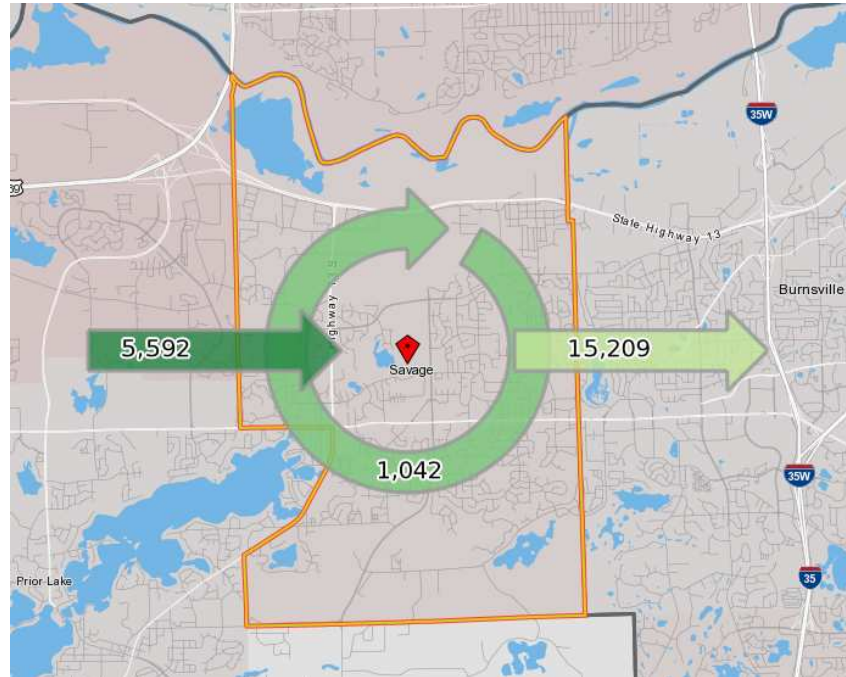 35W
State Highway 13
Burnsville
5,592
15,209
Savage
1,042
35W
Prior Lake
35